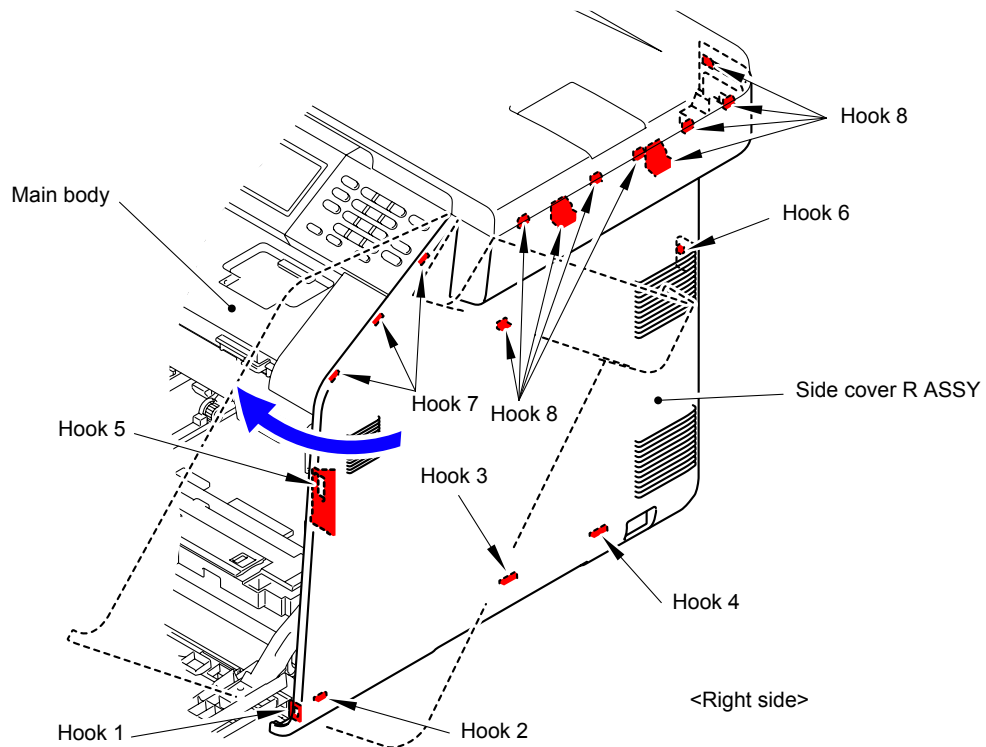 Hook 8
Main body
Hook 6
Side cover R ASSY
Hook 7
Hook 8
Hook 5
Hook 3
Hook 4
<Right side>
Hook 1
Hook 2